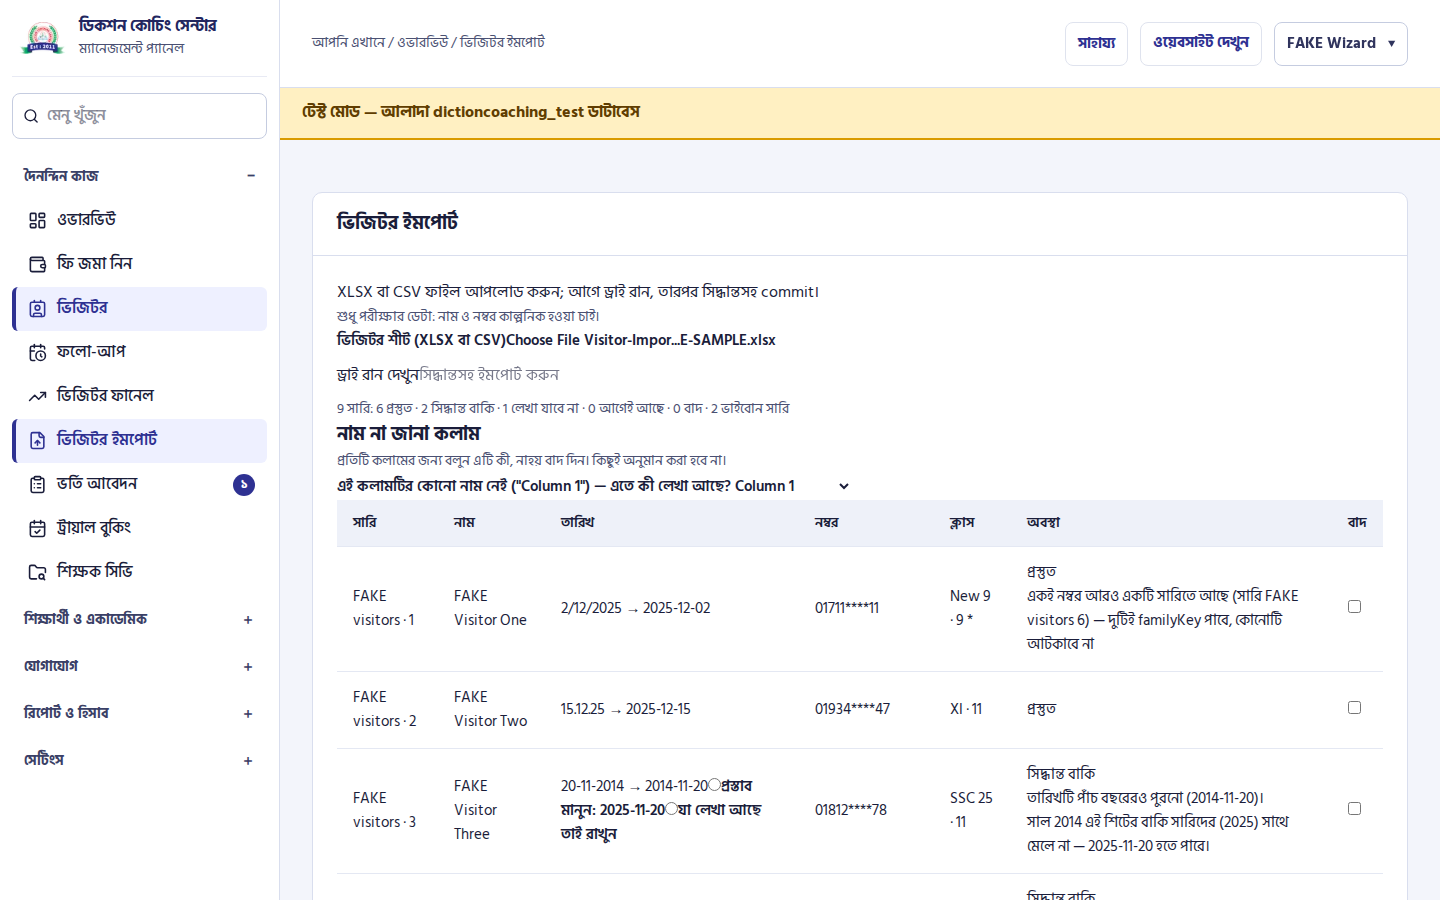 ডিকশন কোচিং সেন্টার
ম্যানেজমেন্ট প্যানেল
Est : 2011
মেনু খুঁজুন
দৈনন্দিন কাজ −
ওভারভিউ
ফি জমা নিন
ভিজিটর
ফলো-আপ
ভিজিটর ফানেল
ভিজিটর ইমপোর্ট
ভর্তি আবেদন ১
ট্রায়াল বুকিং
শিক্ষক সিভি
শিক্ষার্থী ও একাডেমিক +
যোগাযোগ +
রিপোর্ট ও হিসাব +
সেটিংস +
আপনি এখানে / ওভারভিউ / ভিজিটর ইমপোর্ট
সাহায্য
ওয়েবসাইট দেখুন
FAKE Wizard ▾
টেস্ট মোড — আলাদা dictioncoaching_test ডাটাবেস
ভিজিটর ইমপোর্ট
XLSX বা CSV ফাইল আপলোড করুন; আগে ড্রাই রান, তারপর সিদ্ধান্তসহ commit।
শুধু পরীক্ষার ডেটা: নাম ও নম্বর কাল্পনিক হওয়া চাই।
ভিজিটর শীট (XLSX বা CSV)Choose File Visitor-Impor...E-SAMPLE.xlsx
ড্রাই রান দেখুনসিদ্ধান্তসহ ইমপোর্ট করুন
9 সারি: 6 প্রস্তুত · 2 সিদ্ধান্ত বাকি · 1 লেখা যাবে না · 0 আগেই আছে · 0 বাদ · 2 ভাইবোন সারি
নাম না জানা কলাম
প্রতিটি কলামের জন্য বলুন এটি কী, নাহয় বাদ দিন। কিছুই অনুমান করা হবে না।
এই কলামটির কোনো নাম নেই ("Column 1") — এতে কী লেখা আছে? Column 1
সারি নাম তারিখ নম্বর ক্লাস অবস্থা বাদ
FAKE
visitors · 1
FAKE
Visitor One
2/12/2025 → 2025-12-02
01711****11
New 9
· 9 *
প্রস্তুত
একই নম্বর আরও একটি সারিতে আছে (সারি FAKE
visitors 6) — দুটিই familyKey পাবে, কোনোটি
আটকাবে না
FAKE
visitors · 2
FAKE
Visitor Two
15.12.25 → 2025-12-15
01934****47
XI · 11
প্রস্তুত
FAKE
visitors · 3
FAKE
Visitor
Three
20-11-2014 → 2014-11-20প্রস্তাব
মানুন: 2025-11-20যা লেখা আছে
তাই রাখুন
01812****78
SSC 25
· 11
সিদ্ধান্ত বাকি
তারিখটি পাঁচ বছরেরও পুরনো (2014-11-20)।
সাল 2014 এই শিটের বাকি সারিদের (2025) সাথে
মেলে না — 2025-11-20 হতে পারে।
সিদ্ধান্ত বাকি